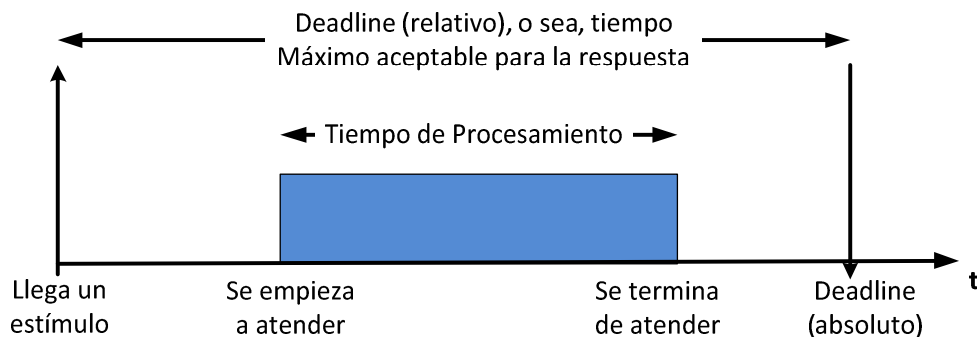 Deadline (relativo), o sea, tiempo
Máximo aceptable para la respuesta
Tiempo de Procesamiento
t
Llega un
estímulo
Se empieza
a atender
Se termina
de atender
Deadline
(absoluto)